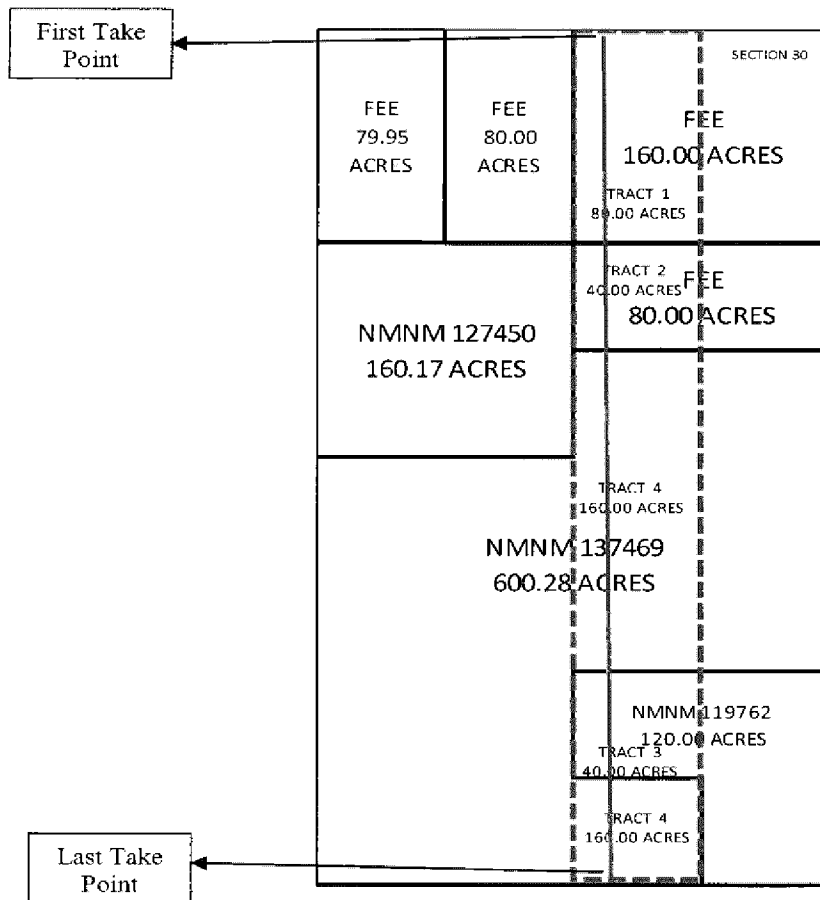 First Take
Point
SECTION 30
FEE
79.95
ACRES
FEE
80.00
ACRES
FEE
160.00 ACRES
TRACT 1
80.00 ACRES
TRACT 2
40.00 ACRES
FEE
80.00 ACRES
NMNM 127450
160.17 ACRES
TRACT 4
160.00 ACRES
NMNM 137469
600.28 ACRES
NMNM 119762
120.00 ACRES
TRACT 3
40.00 ACRES
TRACT 4
160.00 ACRES
Last Take
Point